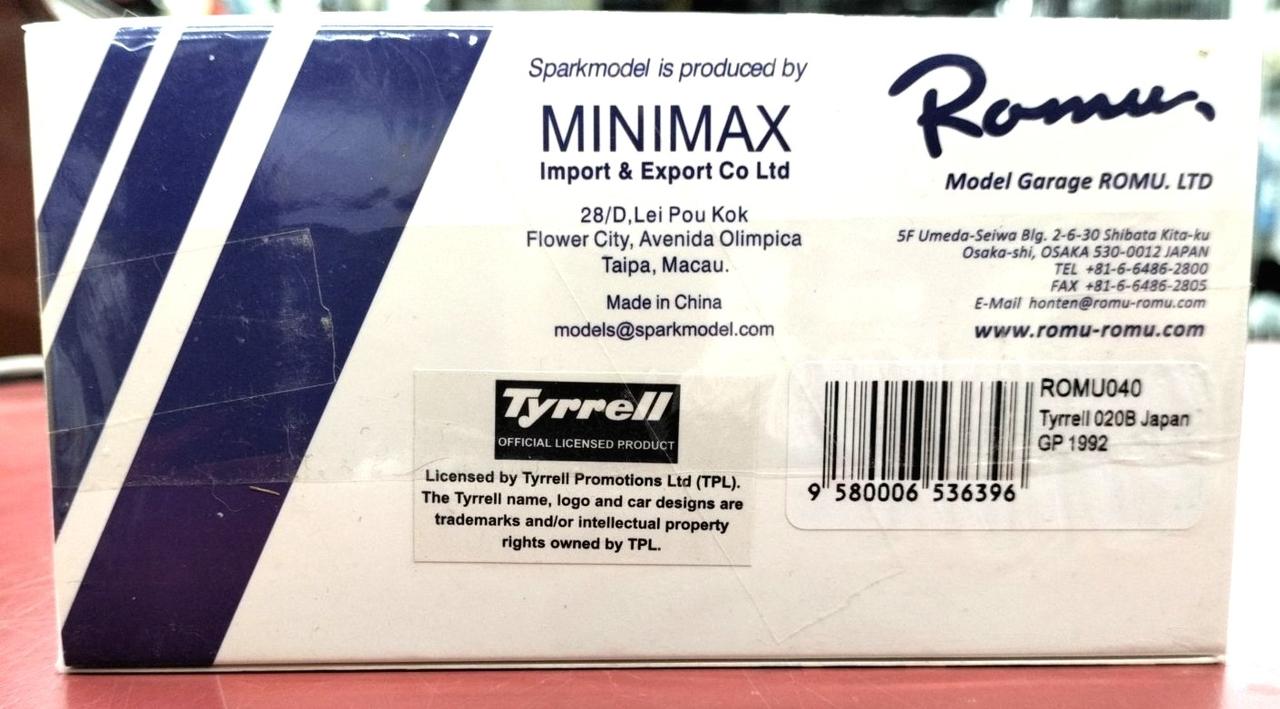 Sparkmodel is produced by
MINIMAX
Import & Export Co Ltd
28/D,Lei Pou Kok
Flower City, Avenida Olimpica
Taipa, Macau.
Made in China
models@sparkmodel.com
Romu.
Model Garage ROMU. LTD
5F Umeda-Seiwa Blg. 2-6-30 Shibata Kita-ku
Osaka-shi, OSAKA 530-0012 JAPAN
TEL +81-6-6486-2800
FAX +81-6-6486-2805
E-Mail honten@romu-romu.com
www.romu-romu.com
Tyrrell
OFFICIAL LICENSED PRODUCT
Licensed by Tyrrell Promotions Ltd (TPL).
The Tyrrell name, logo and car designs are
trademarks and/or intellectual property
rights owned by TPL.
ROMU040
Tyrrell 020B Japan
GP 1992
9 580006 536396